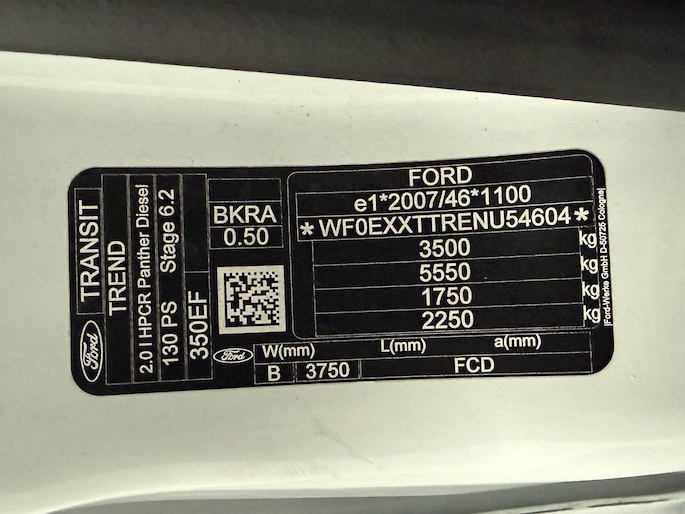 Ford
TRANSIT
TREND
2.0 l HPCR Panther Diesel
130 PS Stage 6.2
350EF
BKRA
0.50
Ford
FORD
e1*2007/46*1100
*WF0EXXTTRENU54604*
3500 kg
5550 kg
1750 kg
2250 kg
W(mm) L(mm) a(mm)
B 3750 FCD
Ford-Werke GmbH D-50725 Cologne